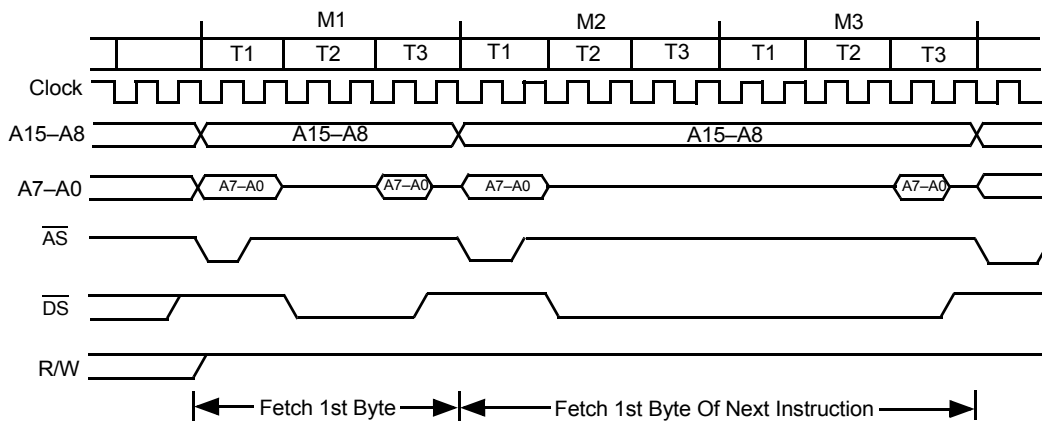 M1 M2 M3
T1 T2 T3 T1 T2 T3 T1 T2 T3
Clock
A15–A8 A15–A8 A15–A8
A7–A0 A7–A0 A7–A0 A7–A0 A7–A0
AS
DS
R/W
Fetch 1st Byte Fetch 1st Byte Of Next Instruction